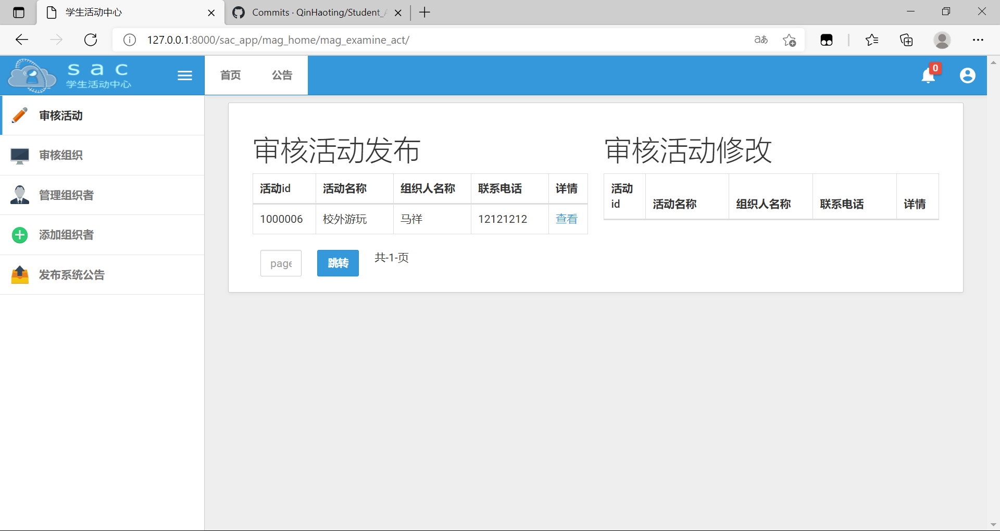 学生活动中心
Commits · QinHaoting/Student_A
127.0.0.1:8000/sac_app/mag_home/mag_examine_act/
aあ
sac
学生活动中心
首页
公告
0
审核活动
审核组织
管理组织者
添加组织者
发布系统公告
审核活动发布
活动id 活动名称 组织人名称 联系电话 详情
1000006 校外游玩 马祥 12121212 查看
page 跳转 共-1-页
审核活动修改
活动id 活动名称 组织人名称 联系电话 详情